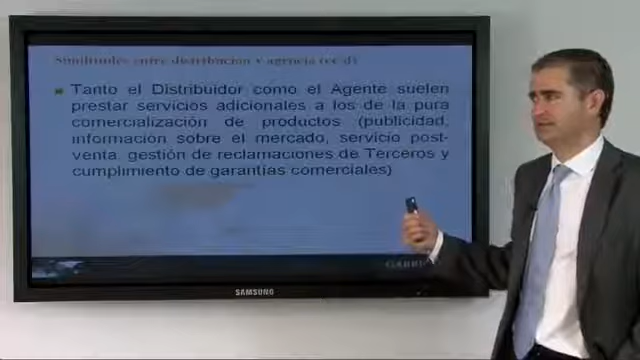 Similitudes entre distribución y agencia
Tanto el Distribuidor como el Agente suelen
prestar servicios adicionales a los de la pura
comercialización de productos (publicidad,
información sobre el mercado, servicio post-
venta, gestión de reclamaciones de Terceros y
cumplimiento de garantías comerciales)
SAMSUNG